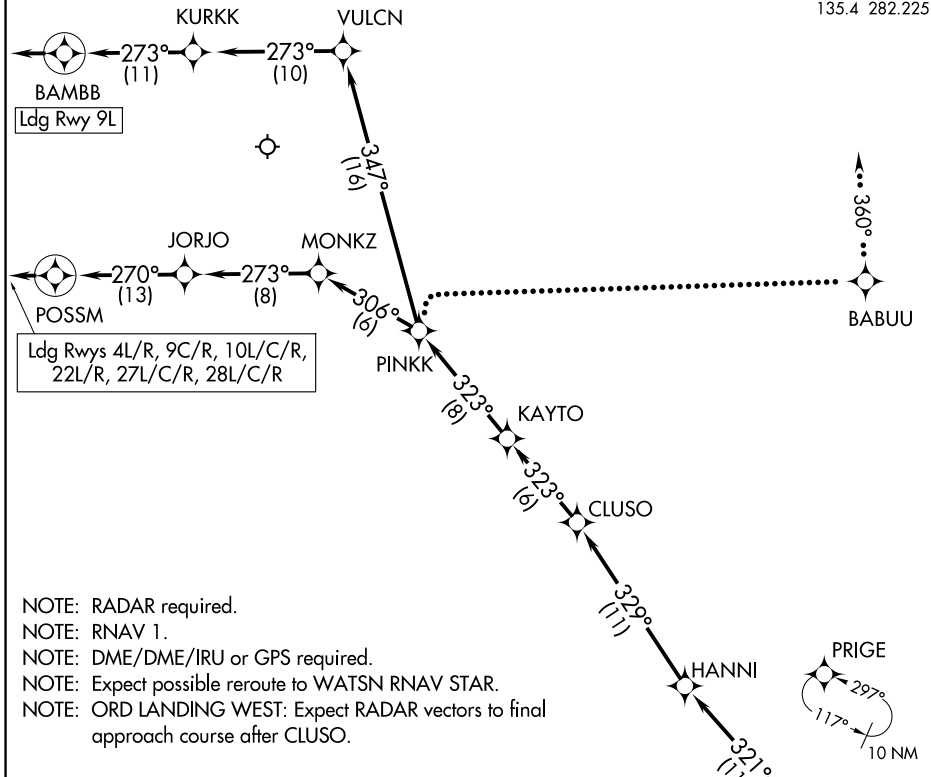 135.4 282.225
KURKK
VULCN
273°
(11)
273°
(10)
BAMBB
Ldg Rwy 9L
347°
(16)
360°
JORJO
MONKZ
270°
(13)
273°
(8)
306°
(6)
POSSM
BABUU
Ldg Rwys 4L/R, 9C/R, 10L/C/R,
22L/R, 27L/C/R, 28L/C/R
PINKK
323°
(8)
KAYTO
323°
(6)
CLUSO
329°
(11)
NOTE: RADAR required.
NOTE: RNAV 1.
NOTE: DME/DME/IRU or GPS required.
NOTE: Expect possible reroute to WATSN RNAV STAR.
NOTE: ORD LANDING WEST: Expect RADAR vectors to final
approach course after CLUSO.
HANNI
PRIGE
297°
117°
10 NM
321°